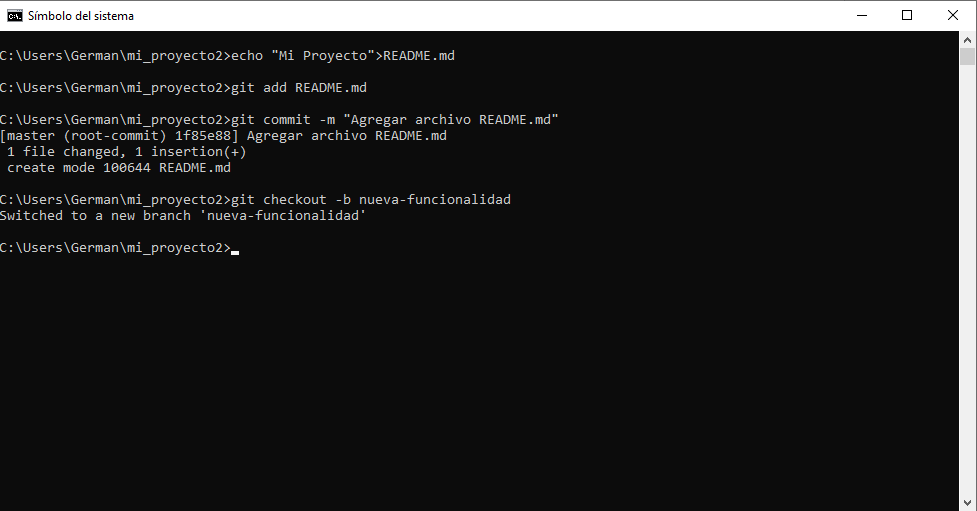 Símbolo del sistema
C:\Users\German\mi_proyecto2>echo "Mi Proyecto">README.md
C:\Users\German\mi_proyecto2>git add README.md
C:\Users\German\mi_proyecto2>git commit -m "Agregar archivo README.md"
[master (root-commit) 1f85e88] Agregar archivo README.md
 1 file changed, 1 insertion(+)
 create mode 100644 README.md
C:\Users\German\mi_proyecto2>git checkout -b nueva-funcionalidad
Switched to a new branch 'nueva-funcionalidad'
C:\Users\German\mi_proyecto2>